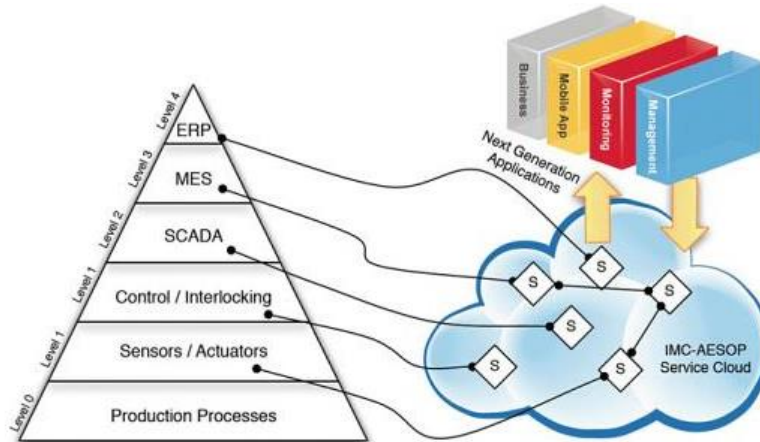 Business
Mobile App
Monitoring
Management
Next Generation
Applications
Level 4
ERP
Level 3
MES
Level 2
SCADA
Level 1
Control / Interlocking
Level 1
Sensors / Actuators
Level 0
Production Processes
S
S
S
S
S
S
IMC-AESOP
Service Cloud